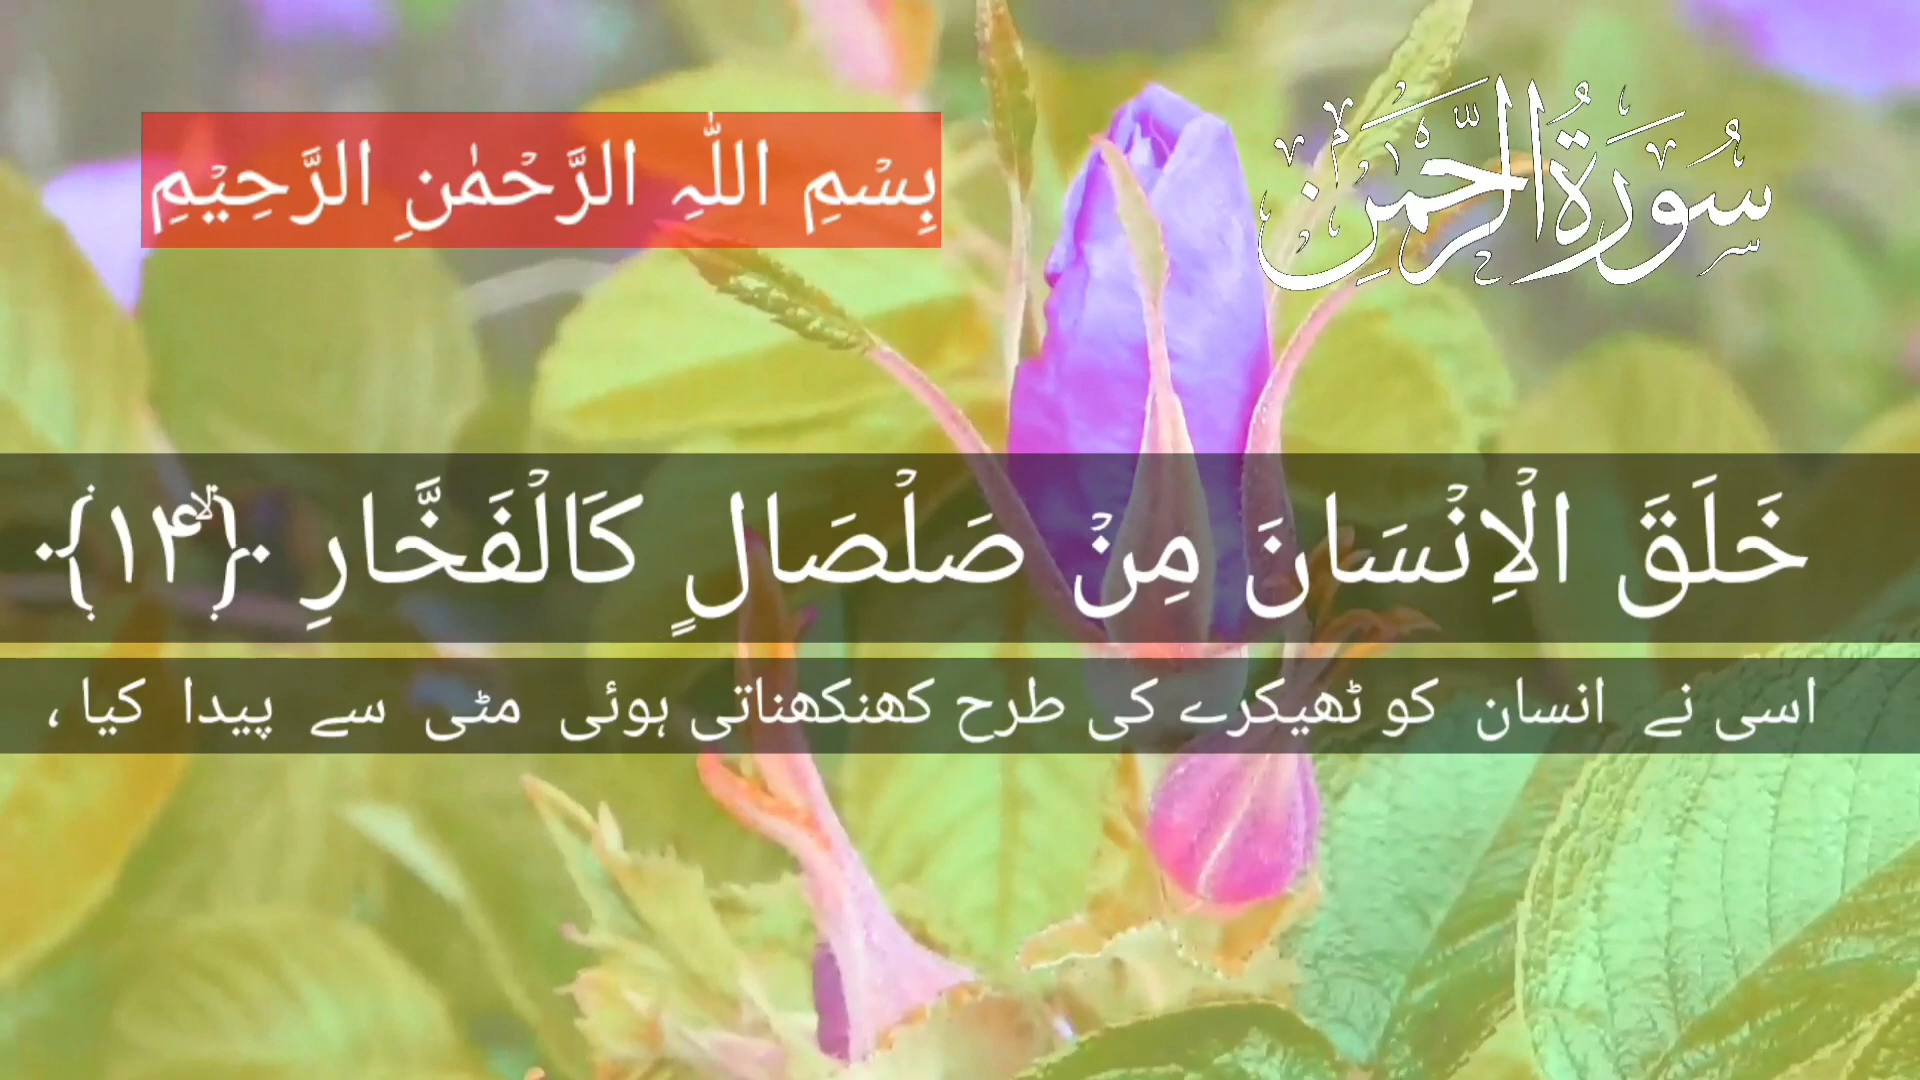 سُوۡرَةُ الرَّحۡمٰنِ
بِسۡمِ اللّٰہِ الرَّحۡمٰنِ الرَّحِیۡمِ
خَلَقَ الۡاِنۡسَانَ مِنۡ صَلۡصَالٍ کَالۡفَخَّارِ ﴿ۙ۱۴﴾
اسی نے انسان کو ٹھیکرے کی طرح کھنکھناتی ہوئی مٹی سے پیدا کیا ،